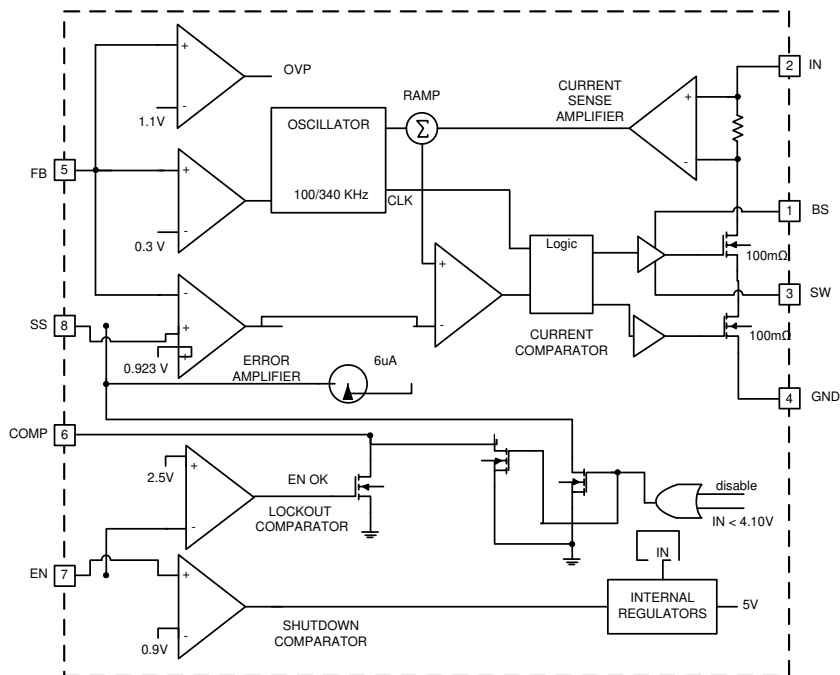 OVP
1.1V
+
-
RAMP
Σ
CURRENT
SENSE
AMPLIFIER
+
-
2
IN
OSCILLATOR
100/340 KHz
CLK
FB
5
+
-
0.3 V
1
BS
Logic
100mΩ
3
SW
+
-
CURRENT
COMPARATOR
100mΩ
SS
8
-
+
+
0.923 V
ERROR
AMPLIFIER
6uA
4
GND
COMP
6
2.5V
+
-
EN OK
LOCKOUT
COMPARATOR
disable
IN < 4.10V
IN
EN
7
+
-
0.9V
SHUTDOWN
COMPARATOR
INTERNAL
REGULATORS
5V